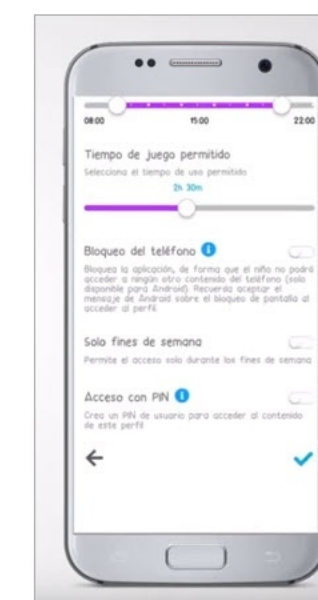 08:00 15:00 22:00
Tiempo de juego permitido
Selecciona el tiempo de uso permitido
2h 30m
Bloqueo del teléfono
Bloquea la aplicación, de forma que el niño no podrá
acceder a ningún otro contenido del teléfono (solo
disponible para Android). Recuerda aceptar el
mensaje de Android sobre el bloqueo de pantalla al
acceder al perfil
Solo fines de semana
Permite el acceso solo durante los fines de semana
Acceso con PIN
Crea un PIN de usuario para acceder al contenido
de este perfil